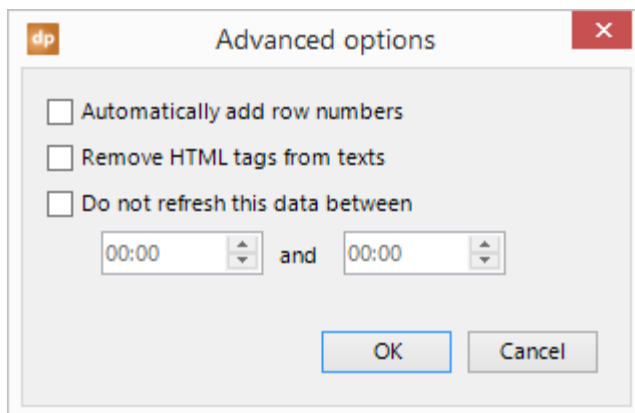 dp
Advanced options
Automatically add row numbers
Remove HTML tags from texts
Do not refresh this data between
00:00 and 00:00
OK Cancel